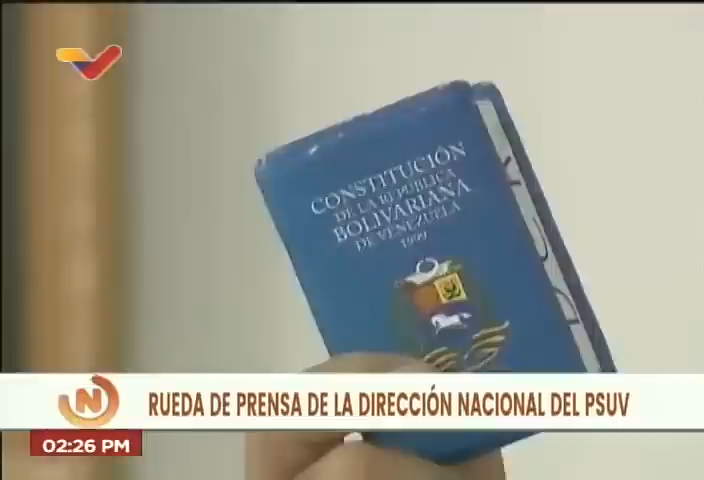 CONSTITUCIÓN
DE LA REPÚBLICA
BOLIVARIANA
DE VENEZUELA
1999
N RUEDA DE PRENSA DE LA DIRECCIÓN NACIONAL DEL PSUV
02:26 PM